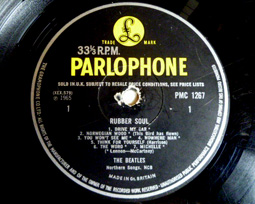 TRADE MARK
33⅓ R.P.M.
PARLOPHONE
SOLD IN U.K. SUBJECT TO RESALE PRICE CONDITIONS, SEE PRICE LISTS
PMC 1267
℗ 1965
1
RUBBER SOUL
1. DRIVE MY CAR *
2. NORWEGIAN WOOD * (This Bird has Flown)
3. YOU WON'T SEE ME * 4. NOWHERE MAN *
5. THINK FOR YOURSELF (Harrison)
6. THE WORD * 7. MICHELLE *
(* Lennon-McCartney)
THE BEATLES
Northern Songs, NCB
MADE IN GT. BRITAIN